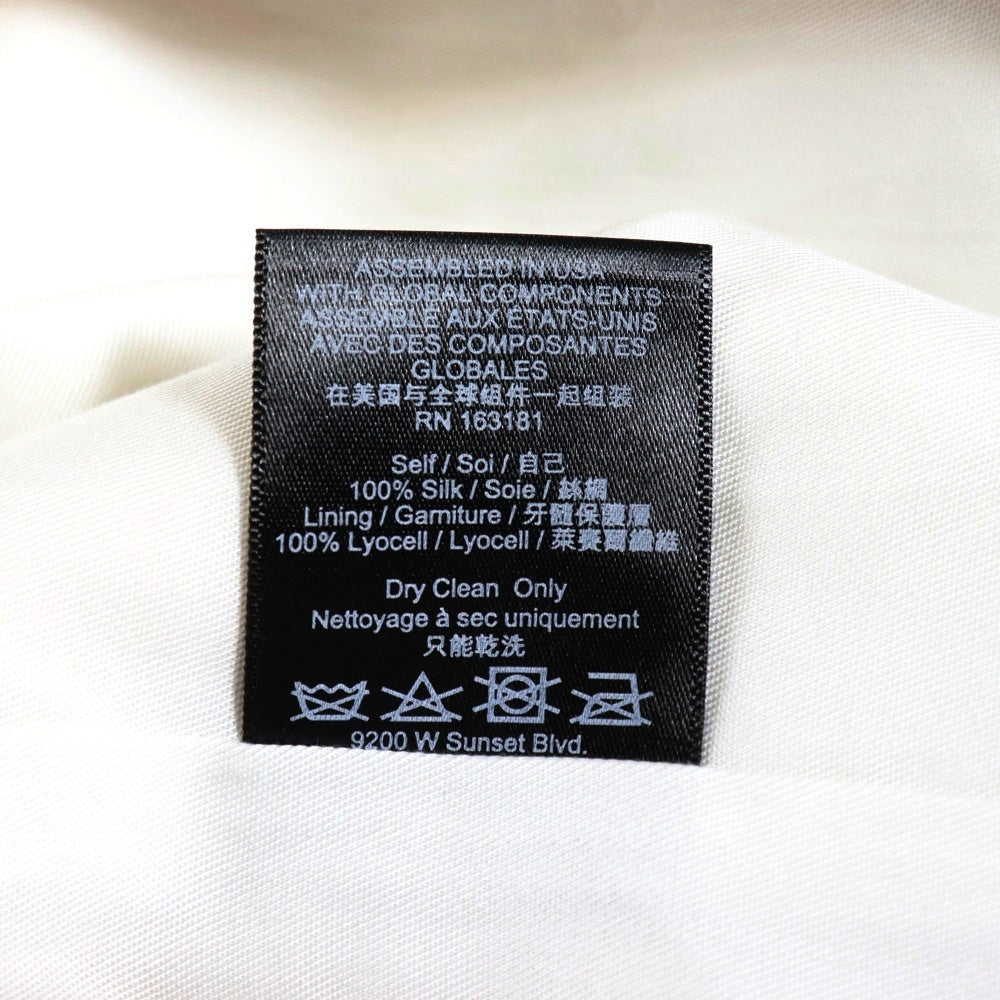 ASSEMBLED IN USA
WITH GLOBAL COMPONENTS
ASSEMBLE AUX ETATS-UNIS
AVEC DES COMPOSANTES
GLOBALES
在美国与全球组件一起组装
RN 163181
Self / Soi / 自己
100% Silk / Soie / 絲綢
Lining / Garniture / 牙髓保護層
100% Lyocell / Lyocell / 萊賽爾纖維
Dry Clean Only
Nettoyage à sec uniquement
只能乾洗
9200 W Sunset Blvd.